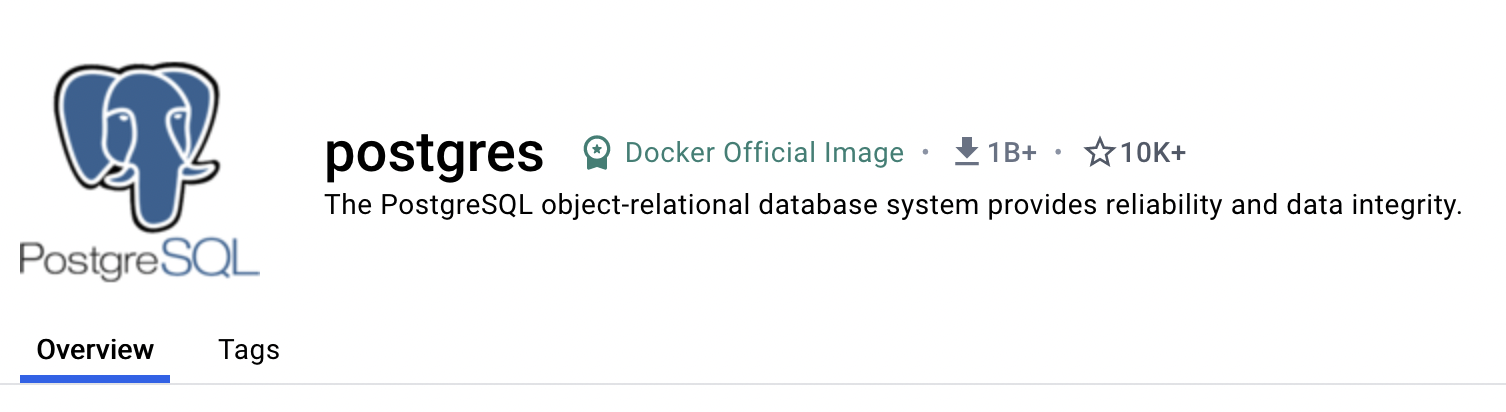 PostgreSQL
postgres Docker Official Image • 1B+ • 10K+
The PostgreSQL object-relational database system provides reliability and data integrity.
Overview Tags